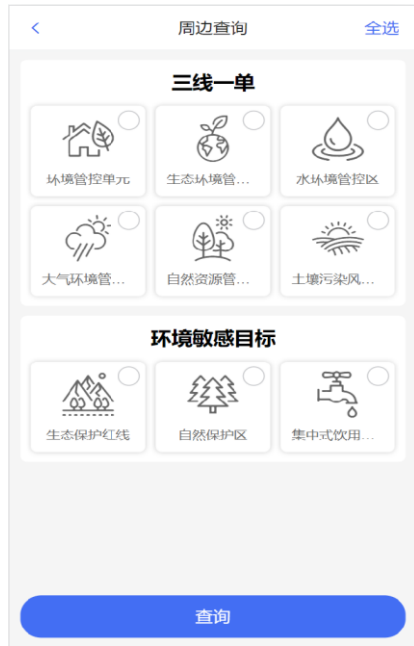 周边查询
全选
三线一单
环境管控单元
生态环境管...
水环境管控区
大气环境管...
自然资源管...
土壤污染风...
环境敏感目标
生态保护红线
自然保护区
集中式饮用...
查询